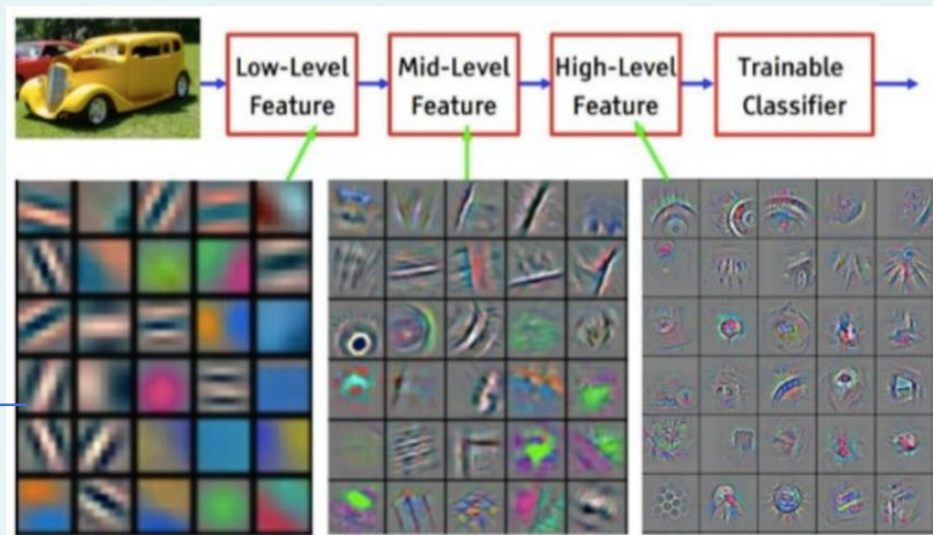 Low-Level
Feature
Mid-Level
Feature
High-Level
Feature
Trainable
Classifier